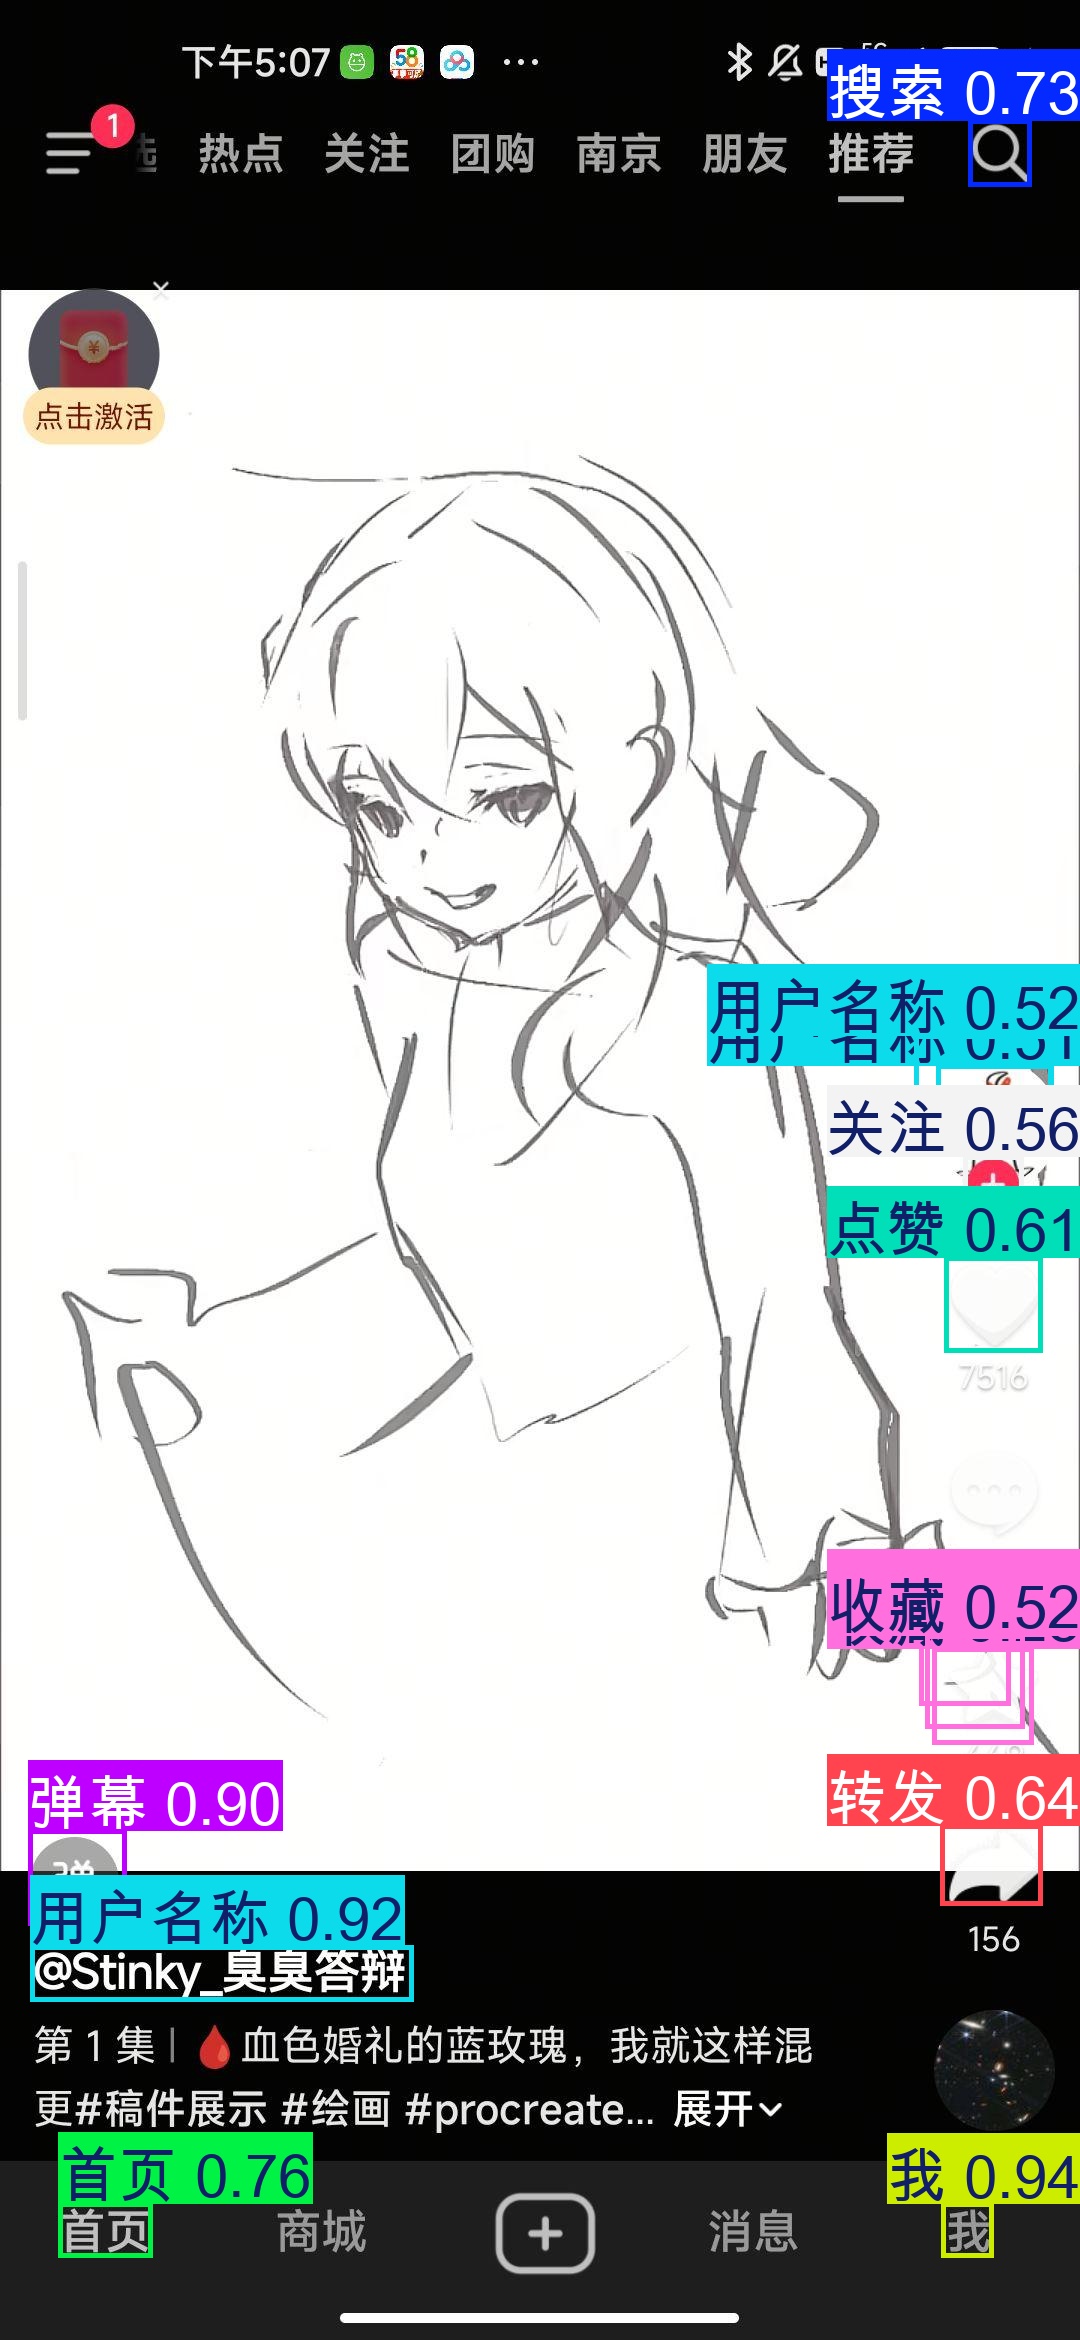 下午5:07
搜索 0.73
1
热点 关注 团购 南京 朋友 推荐
点击激活
用户名称 0.52
关注 0.56
点赞 0.61
7516
收藏 0.52
弹幕 0.90
转发 0.64
用户名称 0.92
156
@Stinky_臭臭答辩
第 1 集 | 🩸血色婚礼的蓝玫瑰，我就这样混
更#稿件展示 #绘画 #procreate... 展开
首页 0.76
我 0.94
首页 商城 消息 我